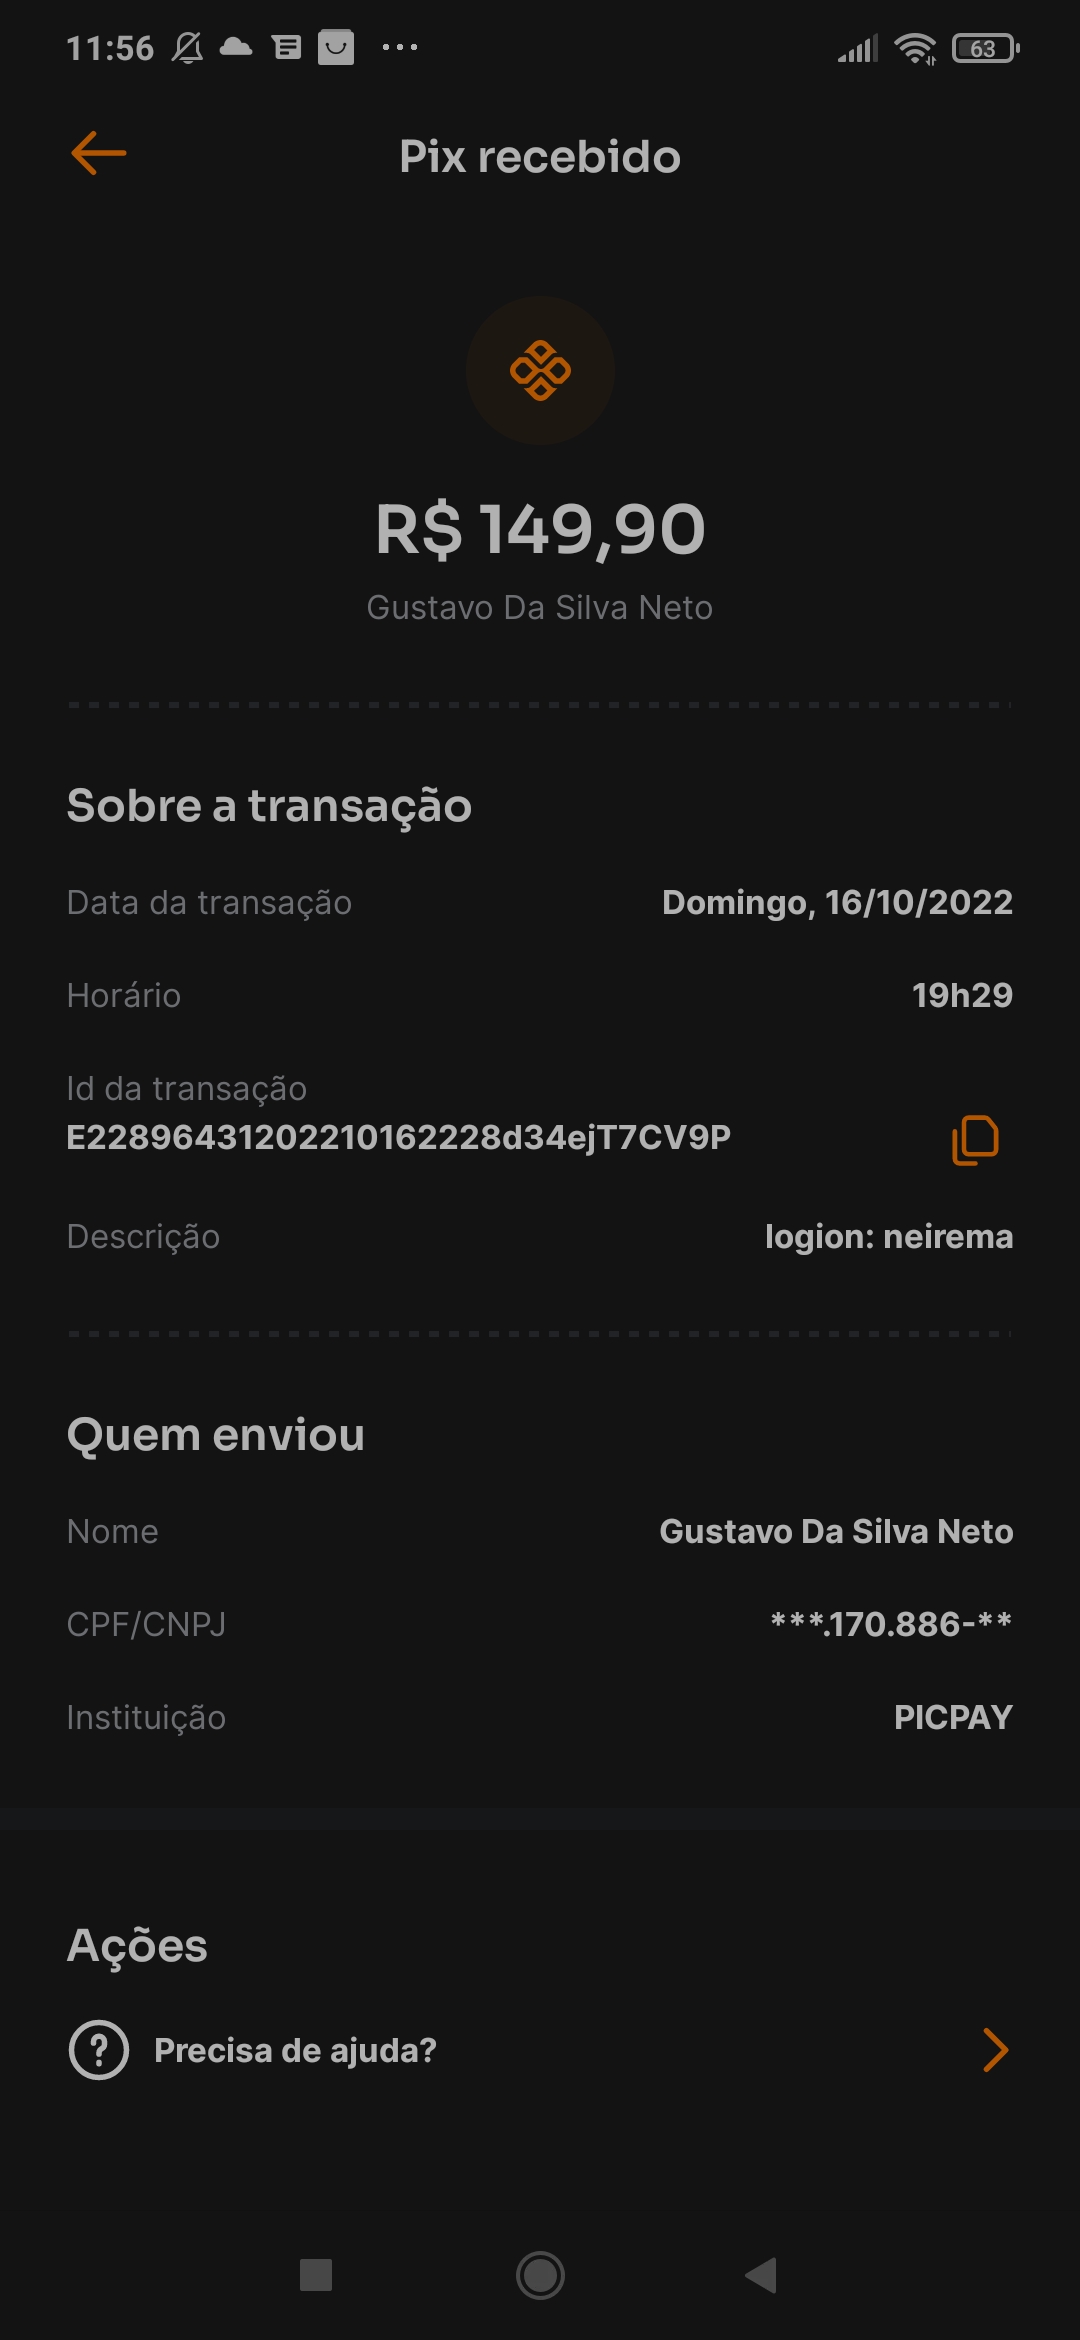 11:56
63
Pix recebido
R$ 149,90
Gustavo Da Silva Neto
Sobre a transação
Data da transação Domingo, 16/10/2022
Horário 19h29
Id da transação
E22896431202210162228d34ejT7CV9P
Descrição logion: neirema
Quem enviou
Nome Gustavo Da Silva Neto
CPF/CNPJ ***.170.886-**
Instituição PICPAY
Ações
Precisa de ajuda?